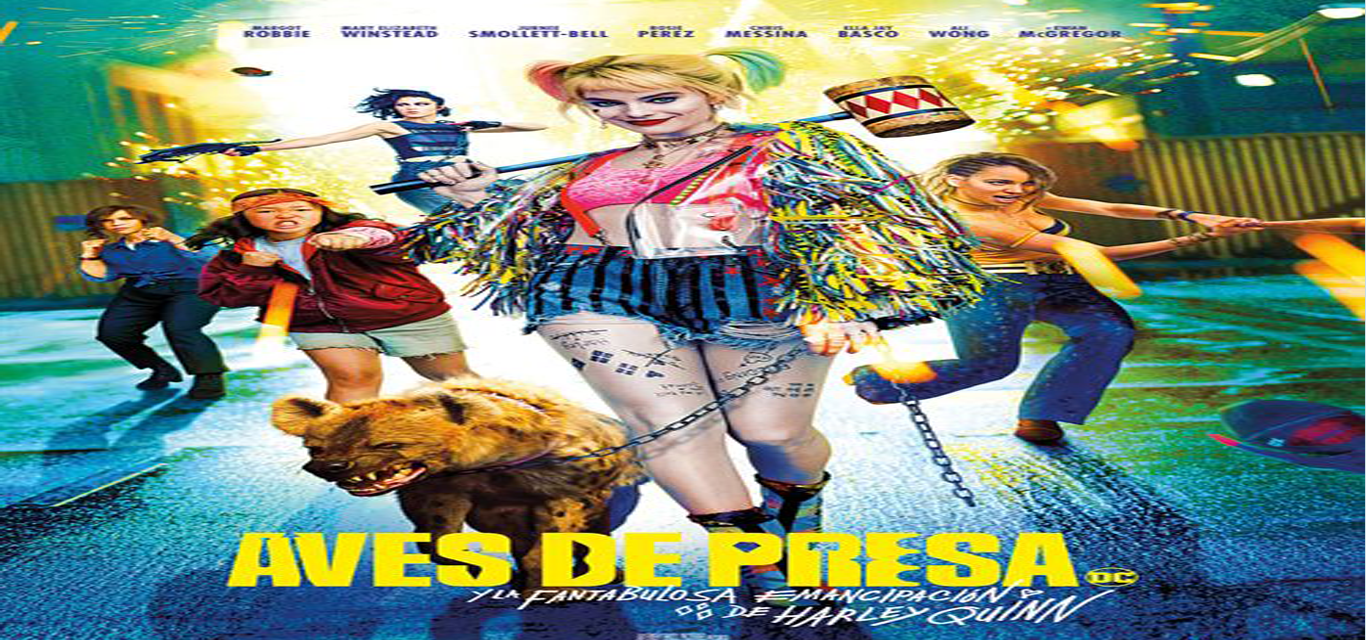 MARGOT ROBBIE MARY ELIZABETH WINSTEAD JURNEE SMOLLETT-BELL ROSIE PEREZ CHRIS MESSINA ELLA JAY BASCO ALI WONG EWAN McGREGOR
AVES DE PRESA DC
Y LA FANTABULOSA EMANCIPACIÓN
DE HARLEY QUINN